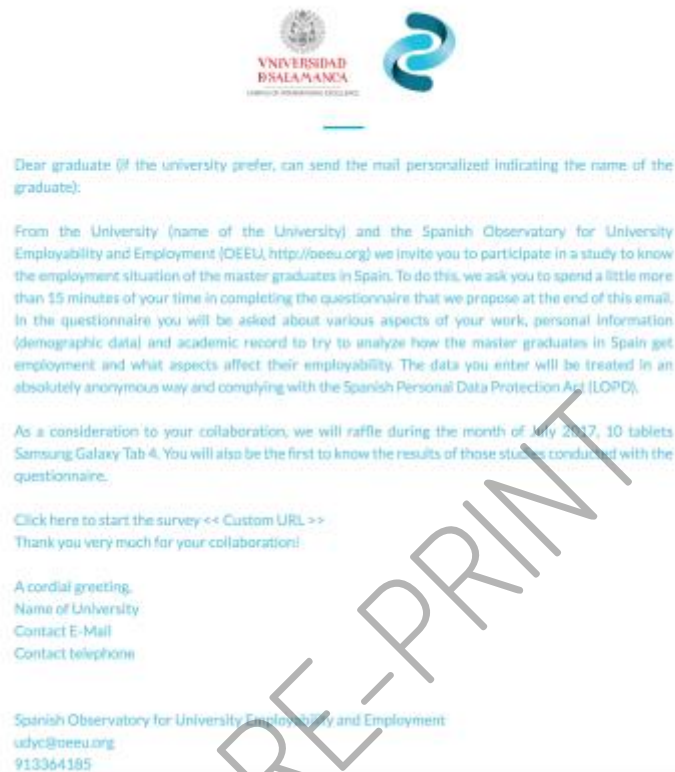 VNIVERSIDAD
D SALAMANCA
CAMPUS OF INTERNATIONAL EXCELLENCE
Dear graduate (if the university prefer, can send the mail personalized indicating the name of the
graduate):
From the University (name of the University) and the Spanish Observatory for University
Employability and Employment (OEEU, http://oeeu.org) we invite you to participate in a study to know
the employment situation of the master graduates in Spain. To do this, we ask you to spend a little more
than 15 minutes of your time in completing the questionnaire that we propose at the end of this email.
In the questionnaire you will be asked about various aspects of your work, personal information
(demographic data) and academic record to try to analyze how the master graduates in Spain get
employment and what aspects affect their employability. The data you enter will be treated in an
absolutely anonymous way and complying with the Spanish Personal Data Protection Act (LOPD).
As a consideration to your collaboration, we will raffle during the month of July 2017, 10 tablets
Samsung Galaxy Tab 4. You will also be the first to know the results of those studies conducted with the
questionnaire.
Click here to start the survey << Custom URL >>
Thank you very much for your collaboration!
A cordial greeting,
Name of University
Contact E-Mail
Contact telephone
Spanish Observatory for University Employability and Employment
udyc@oeeu.org
913364185
RE-PRINT